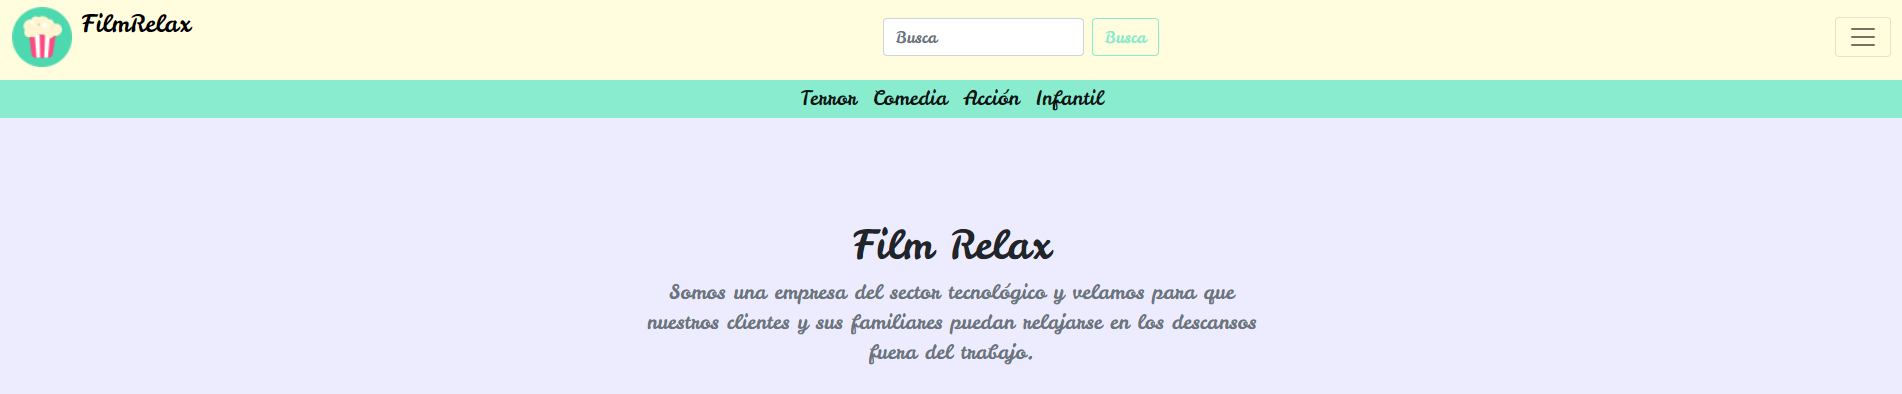 FilmRelax
Busca Busca
Terror Comedia Acción Infantil
Film Relax
Somos una empresa del sector tecnológico y velamos para que
nuestros clientes y sus familiares puedan relajarse en los descansos
fuera del trabajo.